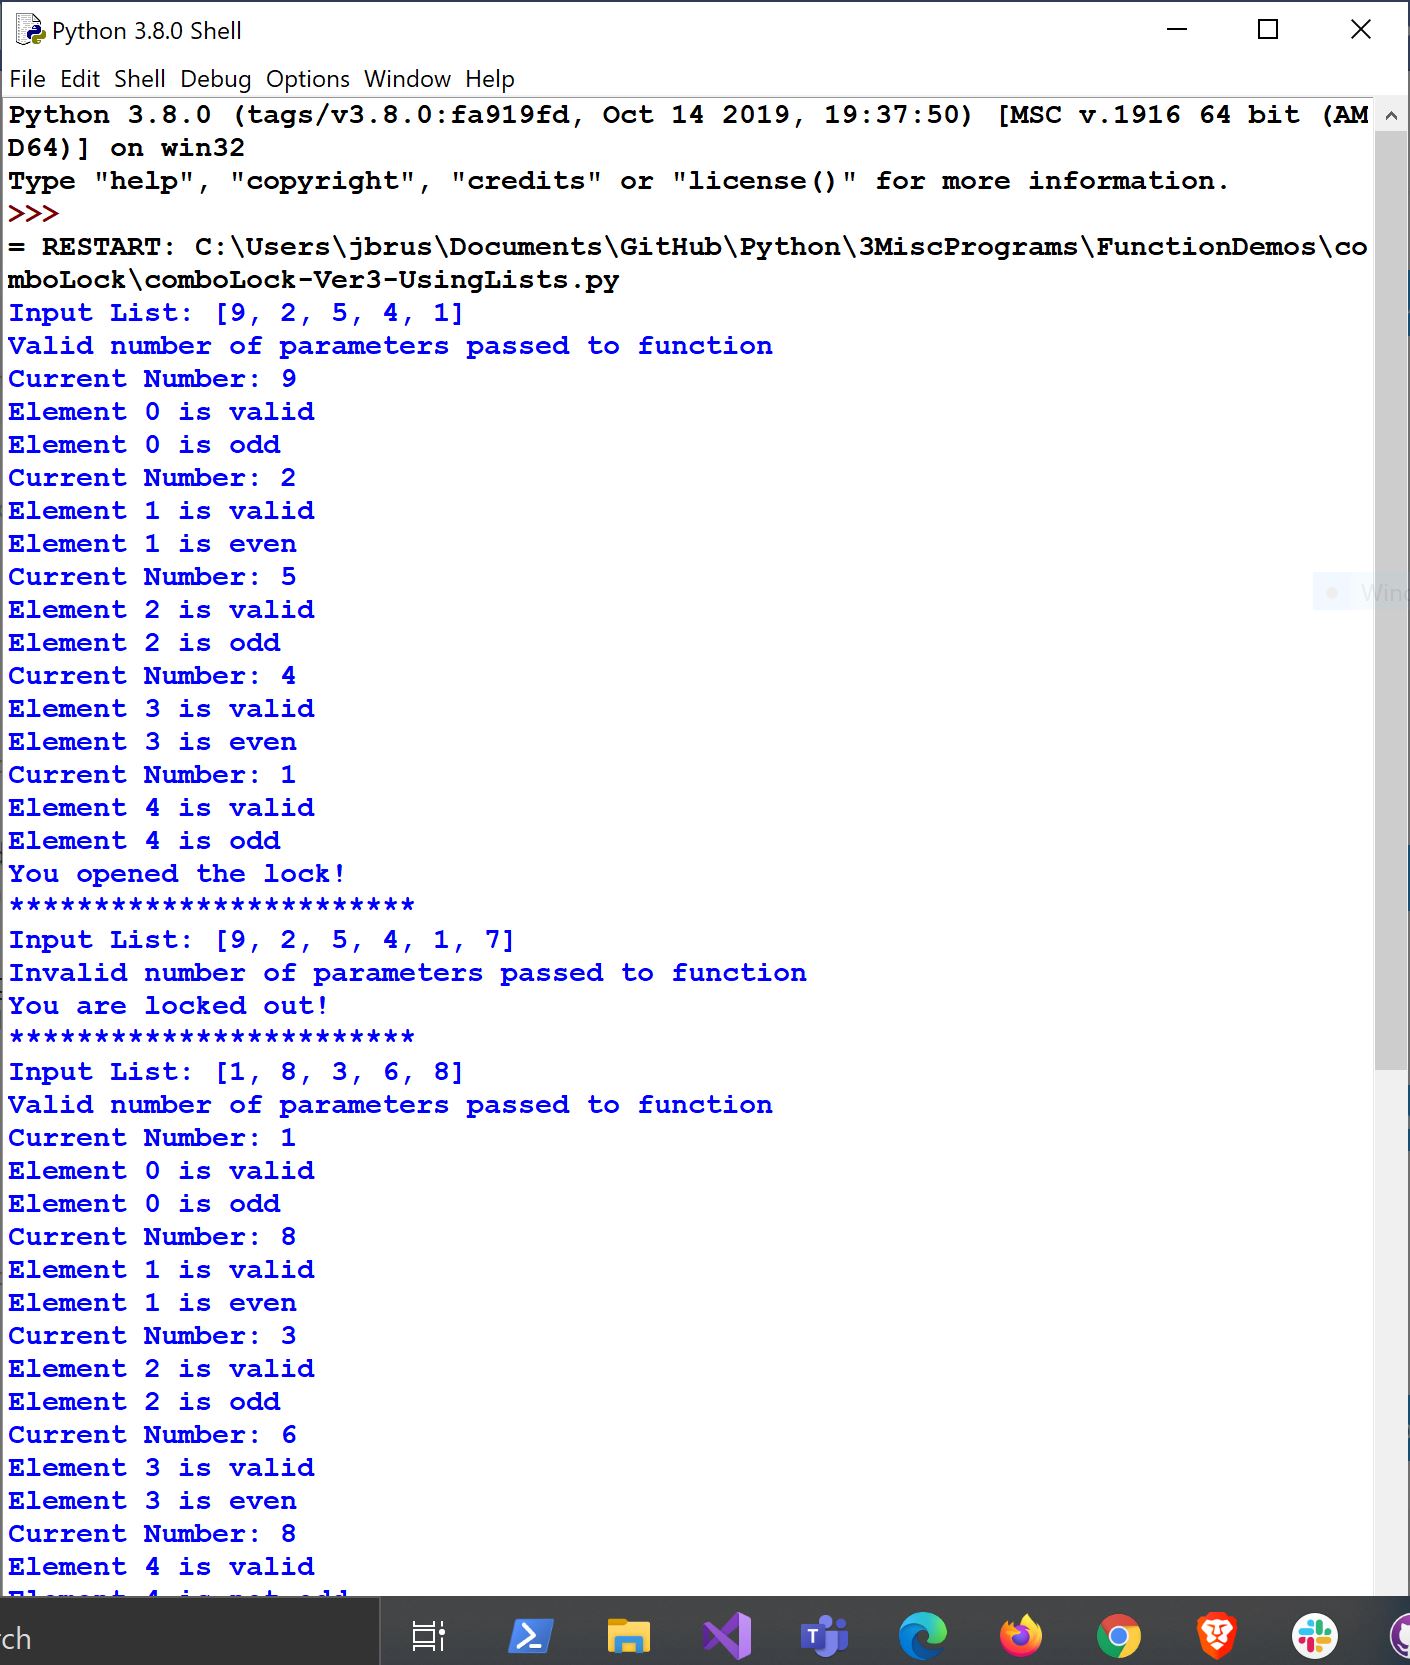 Python 3.8.0 Shell
File Edit Shell Debug Options Window Help
Python 3.8.0 (tags/v3.8.0:fa919fd, Oct 14 2019, 19:37:50) [MSC v.1916 64 bit (AM
D64)] on win32
Type "help", "copyright", "credits" or "license()" for more information.
>>>
= RESTART: C:\Users\jbrus\Documents\GitHub\Python\3MiscPrograms\FunctionDemos\co
mboLock\comboLock-Ver3-UsingLists.py
Input List: [9, 2, 5, 4, 1]
Valid number of parameters passed to function
Current Number: 9
Element 0 is valid
Element 0 is odd
Current Number: 2
Element 1 is valid
Element 1 is even
Current Number: 5
Element 2 is valid
Element 2 is odd
Current Number: 4
Element 3 is valid
Element 3 is even
Current Number: 1
Element 4 is valid
Element 4 is odd
You opened the lock!
************************
Input List: [9, 2, 5, 4, 1, 7]
Invalid number of parameters passed to function
You are locked out!
************************
Input List: [1, 8, 3, 6, 8]
Valid number of parameters passed to function
Current Number: 1
Element 0 is valid
Element 0 is odd
Current Number: 8
Element 1 is valid
Element 1 is even
Current Number: 3
Element 2 is valid
Element 2 is odd
Current Number: 6
Element 3 is valid
Element 3 is even
Current Number: 8
Element 4 is valid
Element 4 is not odd
rch